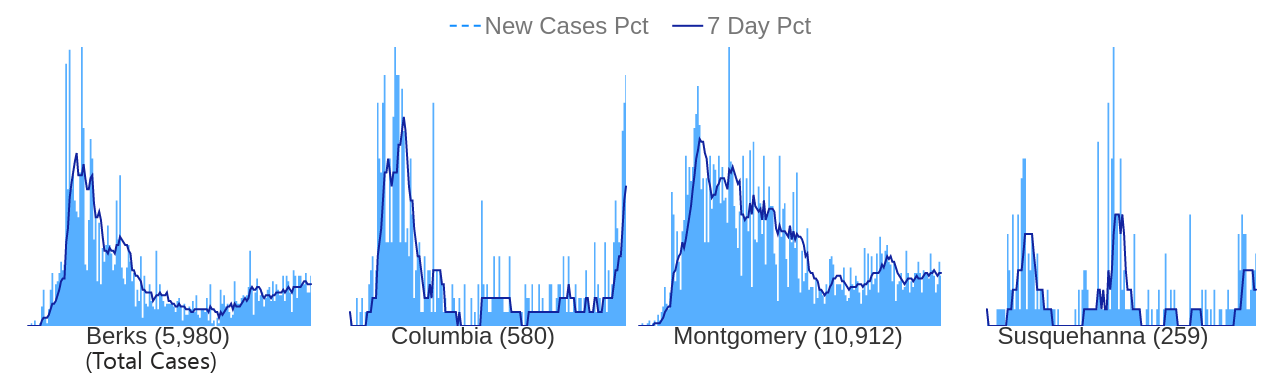 New Cases Pct 7 Day Pct
Berks (5,980) Columbia (580) Montgomery (10,912) Susquehanna (259)
(Total Cases)